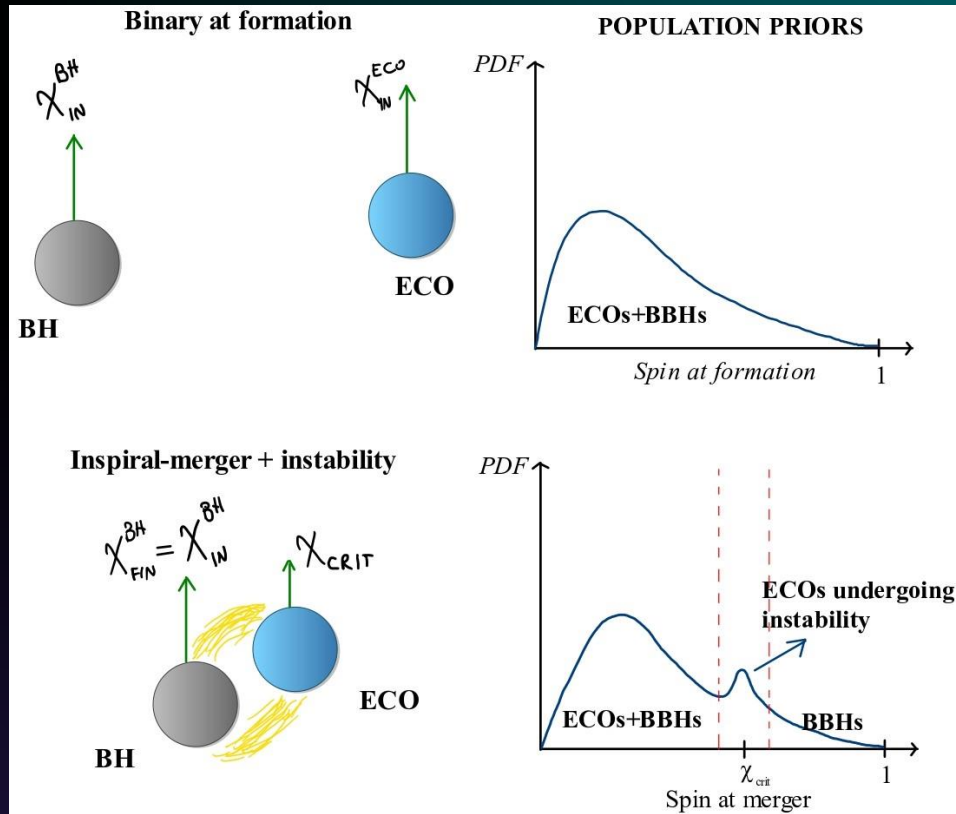 Binary at formation
POPULATION PRIORS
χ_IN^BH
χ_IN^ECO
BH
ECO
PDF
ECOs+BBHs
Spin at formation
1
Inspiral-merger + instability
χ_FIN^BH = χ_IN^BH
χ_CRIT
BH
ECO
PDF
ECOs undergoing
instability
ECOs+BBHs
BBHs
χ_crit
1
Spin at merger